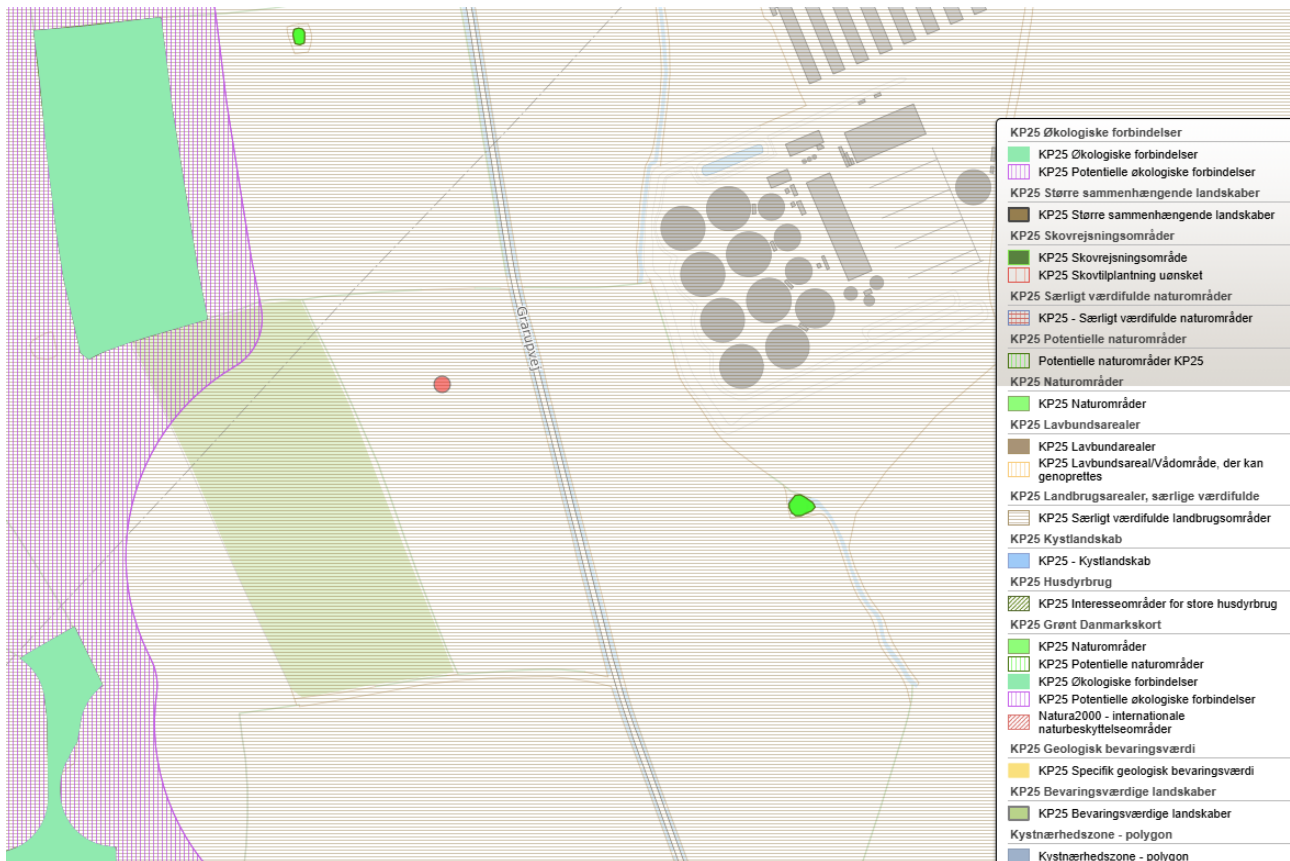 Grarupvej
KP25 Økologiske forbindelser
KP25 Økologiske forbindelser
KP25 Potentielle økologiske forbindelser
KP25 Større sammenhængende landskaber
KP25 Større sammenhængende landskaber
KP25 Skovrejsningsområder
KP25 Skovrejsningsområde
KP25 Skovtilplantning uønsket
KP25 Særligt værdifulde naturområder
KP25 - Særligt værdifulde naturområder
KP25 Potentielle naturområder
Potentielle naturområder KP25
KP25 Naturområder
KP25 Naturområder
KP25 Lavbundsarealer
KP25 Lavbundarealer
KP25 Lavbundsareal/Vådområde, der kan
genoprettes
KP25 Landbrugsarealer, særlige værdifulde
KP25 Særligt værdifulde landbrugsområder
KP25 Kystlandskab
KP25 - Kystlandskab
KP25 Husdyrbrug
KP25 Interesseområder for store husdyrbrug
KP25 Grønt Danmarkskort
KP25 Naturområder
KP25 Potentielle naturområder
KP25 Økologiske forbindelser
KP25 Potentielle økologiske forbindelser
Natura2000 - internationale
naturbeskyttelseområder
KP25 Geologisk bevaringsværdi
KP25 Specifik geologisk bevaringsværdi
KP25 Bevaringsværdige landskaber
KP25 Bevaringsværdige landskaber
Kystnærhedszone - polygon
Kystnærhedszone - polygon